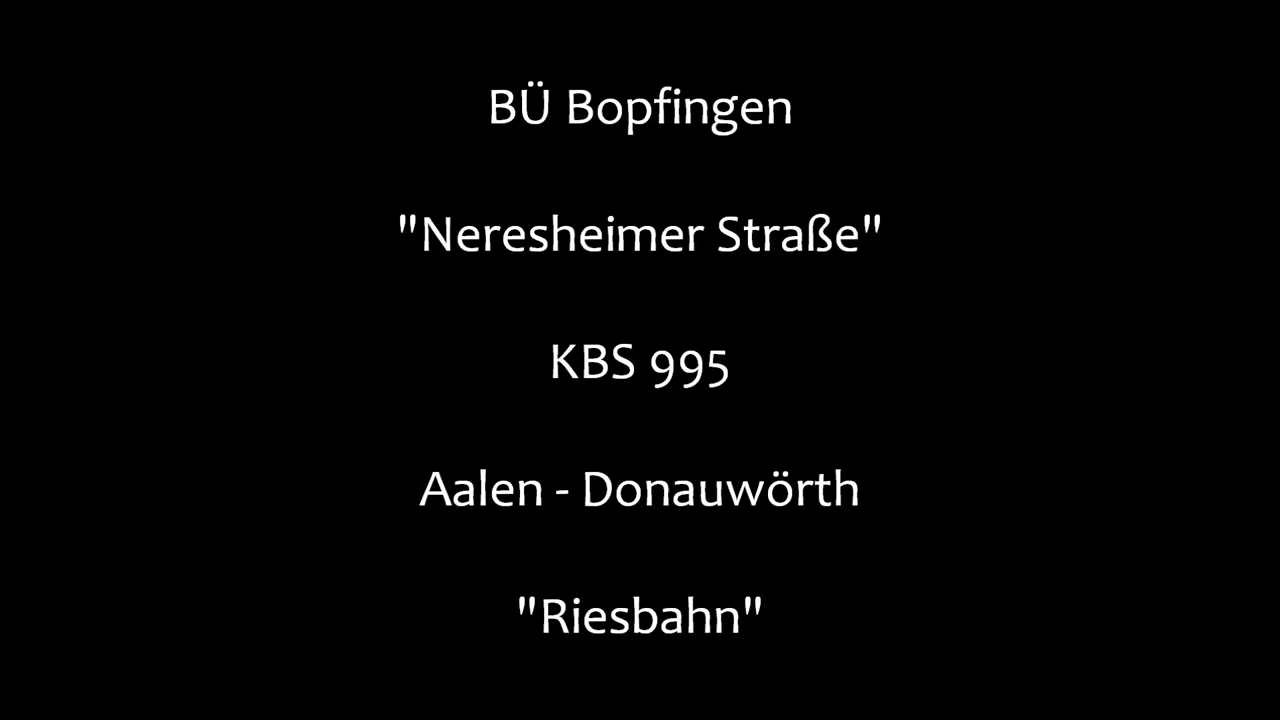 BÜ Bopfingen
"Neresheimer Straße"
KBS 995
Aalen - Donauwörth
"Riesbahn"